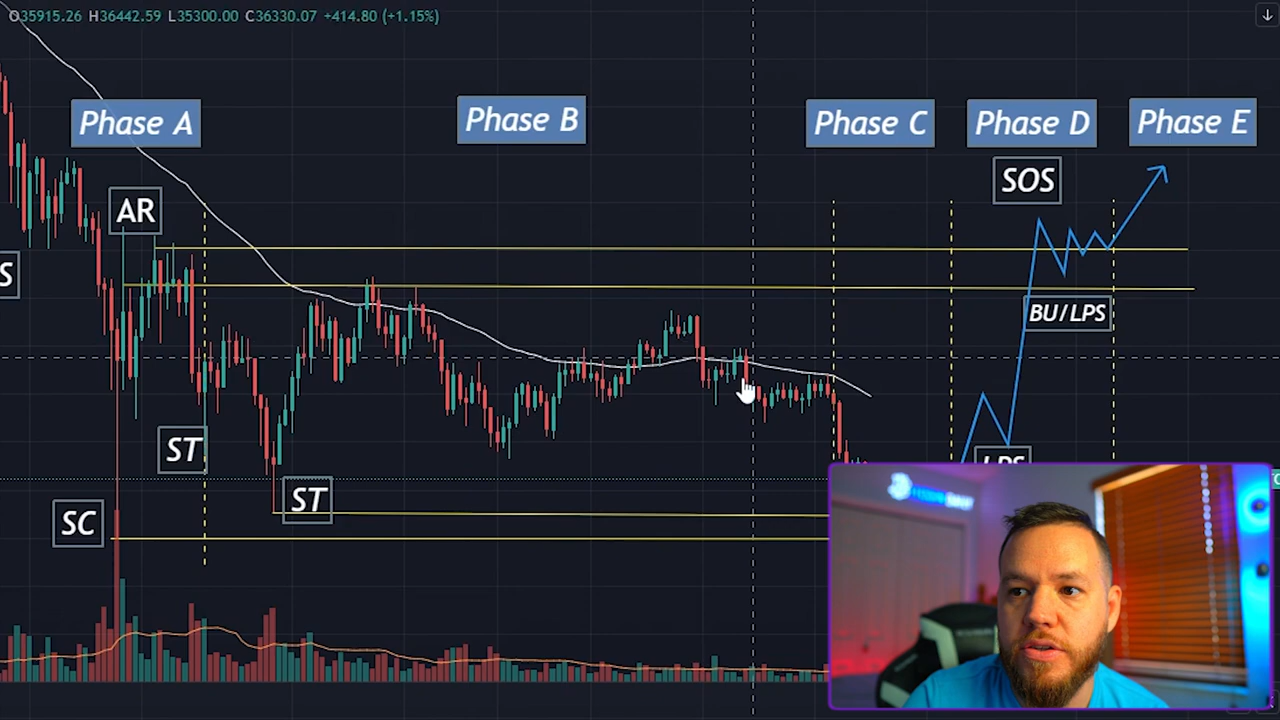 O35915.26 H36442.59 L35300.00 C36330.07 +414.80 (+1.15%)
Phase A
Phase B
Phase C
Phase D
Phase E
SOS
AR
S
BU/LPS
ST
LPS
ST
SC